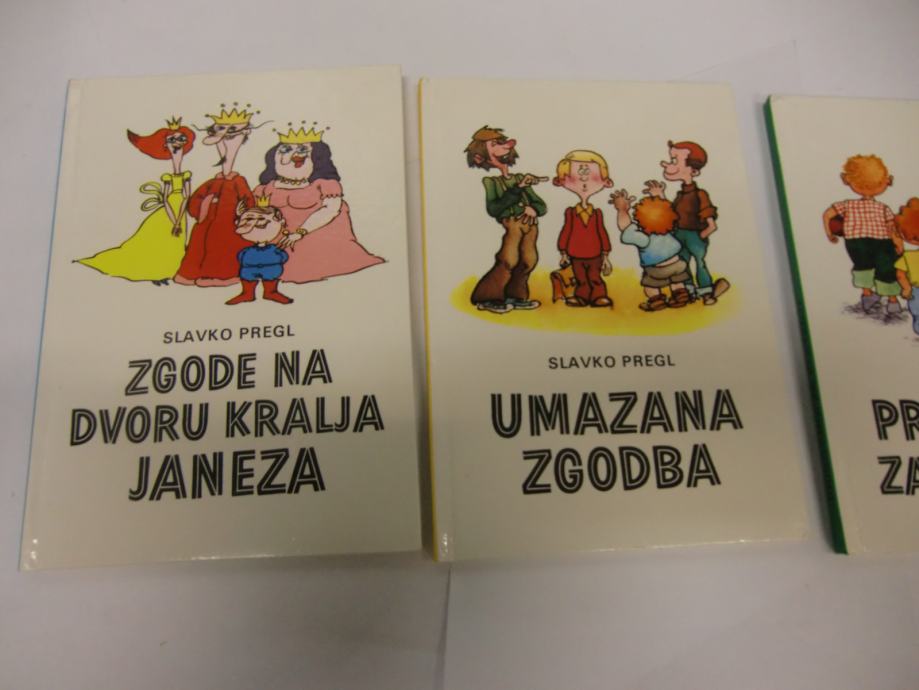 SLAVKO PREGL
ZGODE NA
DVORU KRALJA
JANEZA
SLAVKO PREGL
UMAZANA
ZGODBA